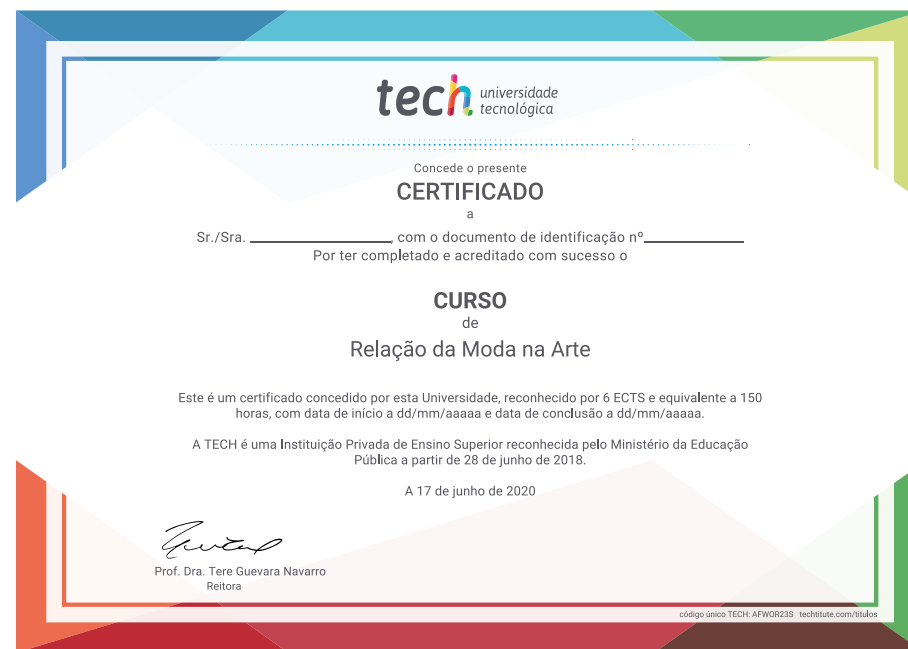 tech universidade
tecnológica
Concede o presente
CERTIFICADO
a
Sr./Sra. ________________, com o documento de identificação nº____________
Por ter completado e acreditado com sucesso o
CURSO
de
Relação da Moda na Arte
Este é um certificado concedido por esta Universidade, reconhecido por 6 ECTS e equivalente a 150
horas, com data de início a dd/mm/aaaaa e data de conclusão a dd/mm/aaaaa.
A TECH é uma Instituição Privada de Ensino Superior reconhecida pelo Ministério da Educação
Pública a partir de 28 de junho de 2018.
A 17 de junho de 2020
Prof. Dra. Tere Guevara Navarro
Reitora
código único TECH: AFWOR23S techtitute.com/titulos